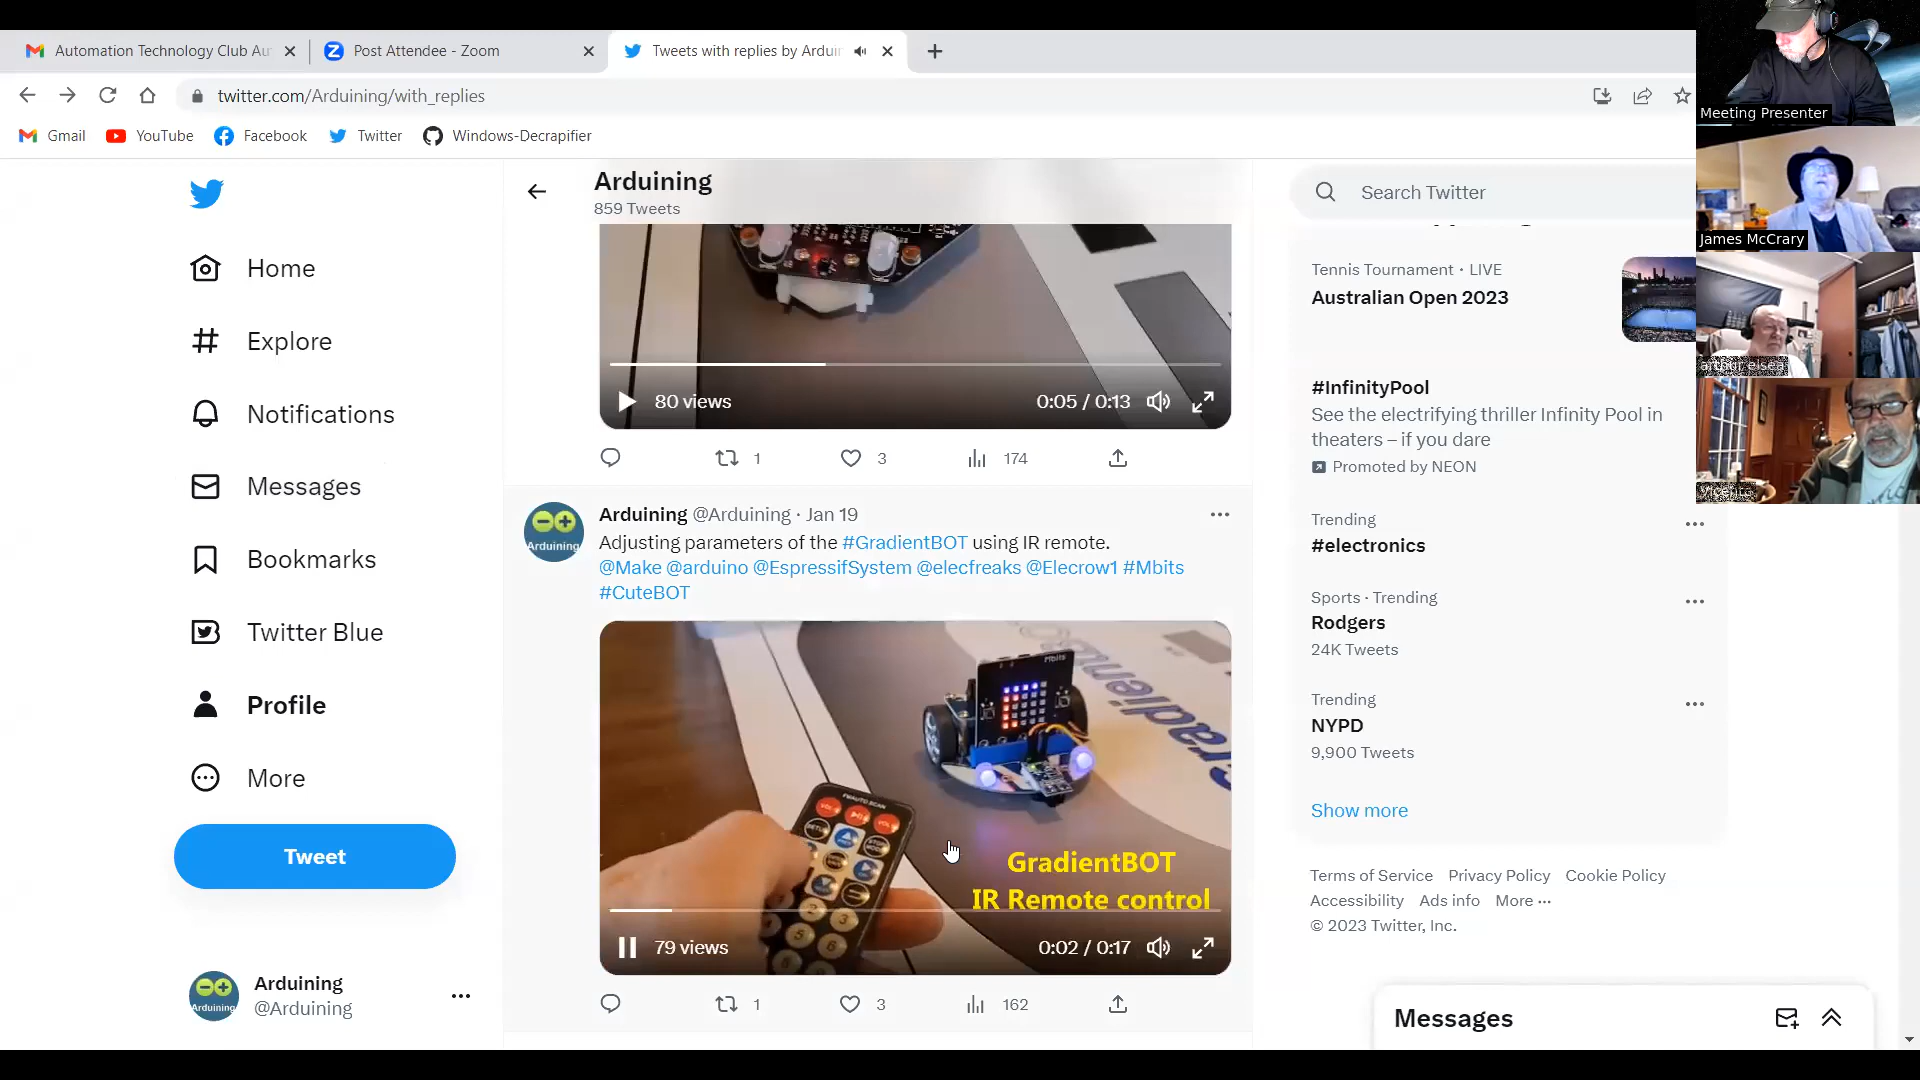 Automation Technology Club Au
Post Attendee - Zoom
Tweets with replies by Arduin
twitter.com/Arduining/with_replies
Gmail
YouTube
Facebook
Twitter
Windows-Decrapifier
Home
Explore
Notifications
Messages
Bookmarks
Twitter Blue
Profile
More
Tweet
Arduining
@Arduining
Arduining
859 Tweets
80 views
0:05 / 0:13
1
3
174
Arduining @Arduining · Jan 19
Adjusting parameters of the #GradientBOT using IR remote.
@Make @arduino @EspressifSystem @elecfreaks @Elecrow1 #Mbits
#CuteBOT
Mbits
GradientBOT
IR Remote control
79 views
0:02 / 0:17
1
3
162
Search Twitter
Tennis Tournament · LIVE
Australian Open 2023
#InfinityPool
See the electrifying thriller Infinity Pool in
theaters – if you dare
Promoted by NEON
Trending
#electronics
Sports · Trending
Rodgers
24K Tweets
Trending
NYPD
9,900 Tweets
Show more
Terms of Service Privacy Policy Cookie Policy
Accessibility Ads info More ···
© 2023 Twitter, Inc.
Messages
Meeting Presenter
James McCrary
arthur elsea
Vicente